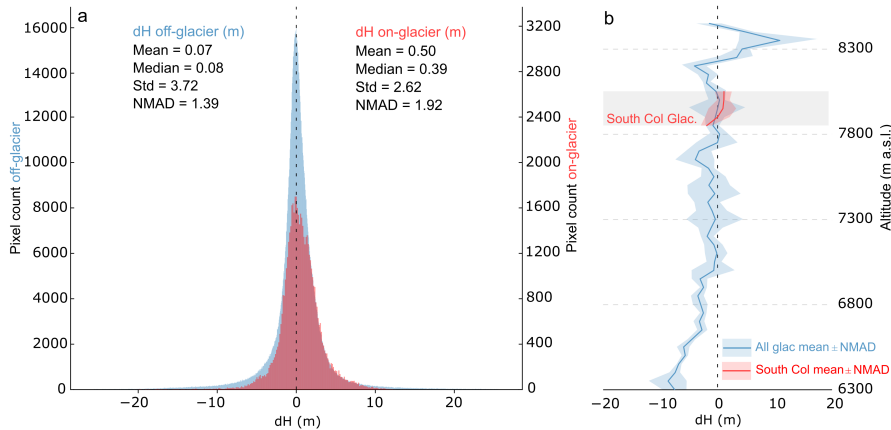 a
dH off-glacier (m)
Mean = 0.07
Median = 0.08
Std = 3.72
NMAD = 1.39
dH on-glacier (m)
Mean = 0.50
Median = 0.39
Std = 2.62
NMAD = 1.92
Pixel count off-glacier
16000
14000
12000
10000
8000
6000
4000
2000
0
3200
2800
2400
2000
1600
1200
800
400
0
Pixel count on-glacier
−20
−10
0
10
20
dH (m)
b
South Col Glac.
8300
7800
7300
6800
6300
Altitude (m a.s.l.)
All glac mean ± NMAD
South Col mean ± NMAD
−20
−10
0
10
20
dH (m)